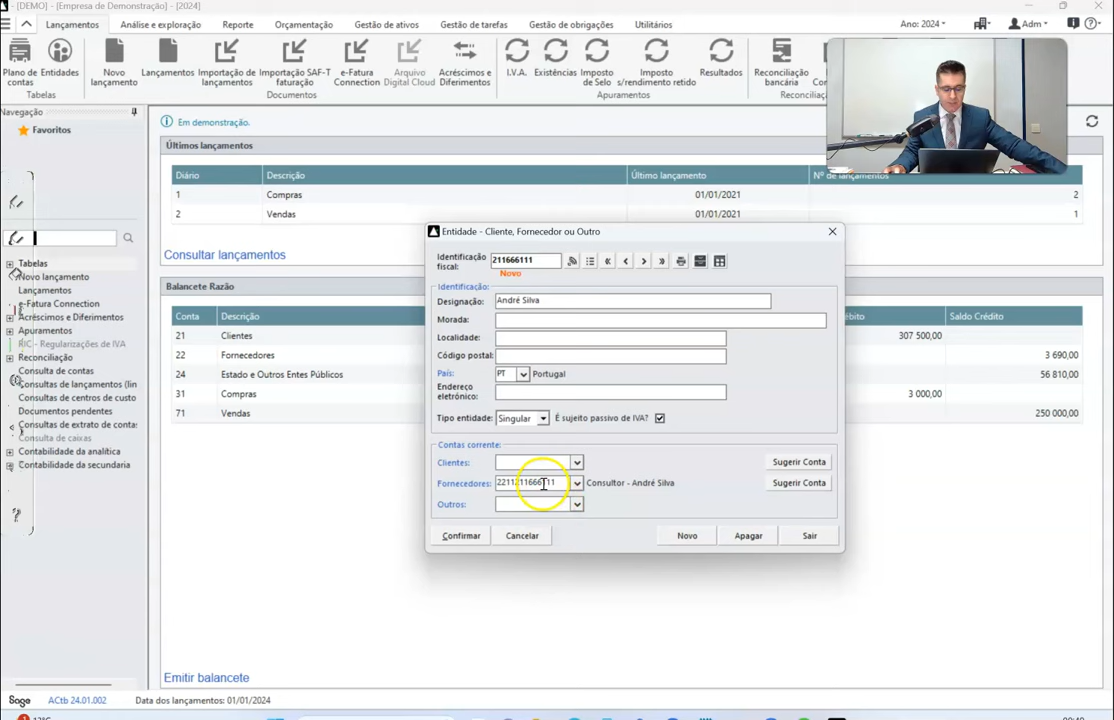 - [DEMO] - [Empresa de Demonstração] - [2024]
Lançamentos Análise e exploração Reporte Orçamentação Gestão de ativos Gestão de tarefas Gestão de obrigações Utilitários Ano: 2024 Adm
Plano de contas Entidades Novo lançamento Lançamentos Importação de lançamentos Importação SAF-T faturação e-Fatura Connection Arquivo Digital Cloud Acréscimos e Diferimentos I.V.A. Existências Imposto de Selo Imposto s/rendimento retido Resultados Reconciliação bancária
Tabelas Documentos Apuramentos
Navegação
Favoritos
Tabelas
Novo lançamento
Lançamentos
e-Fatura Connection
Acréscimos e Diferimentos
Apuramentos
- Regularizações de IVA
Reconciliação
Consulta de contas
Consultas de lançamentos (lin
Consultas de centros de custo
Documentos pendentes
Consultas de extrato de conta
Consulta de caixas
Contabilidade da analítica
Contabilidade da secundaria
Em demonstração.
Últimos lançamentos
Diário Descrição Último lançamento Nº de lançamentos
1 Compras 01/01/2021 2
2 Vendas 01/01/2021 1
Consultar lançamentos
Balancete Razão
Conta Descrição Saldo Crédito
21 Clientes 307 500,00
22 Fornecedores 3 690,00
24 Estado e Outros Entes Públicos 56 810,00
31 Compras 3 000,00
71 Vendas 250 000,00
Emitir balancete
Entidade - Cliente, Fornecedor ou Outro
Identificação fiscal: 211666111
Novo
Identificação:
Designação: André Silva
Morada:
Localidade:
Código postal:
País: PT Portugal
Endereço eletrónico:
Tipo entidade: Singular É sujeito passivo de IVA?
Contas corrente:
Clientes: Sugerir Conta
Fornecedores: 2211211666111 Consultor - André Silva Sugerir Conta
Outros:
Confirmar Cancelar Novo Apagar Sair
Sage ACtb 24.01.002 Data dos lançamentos: 01/01/2024